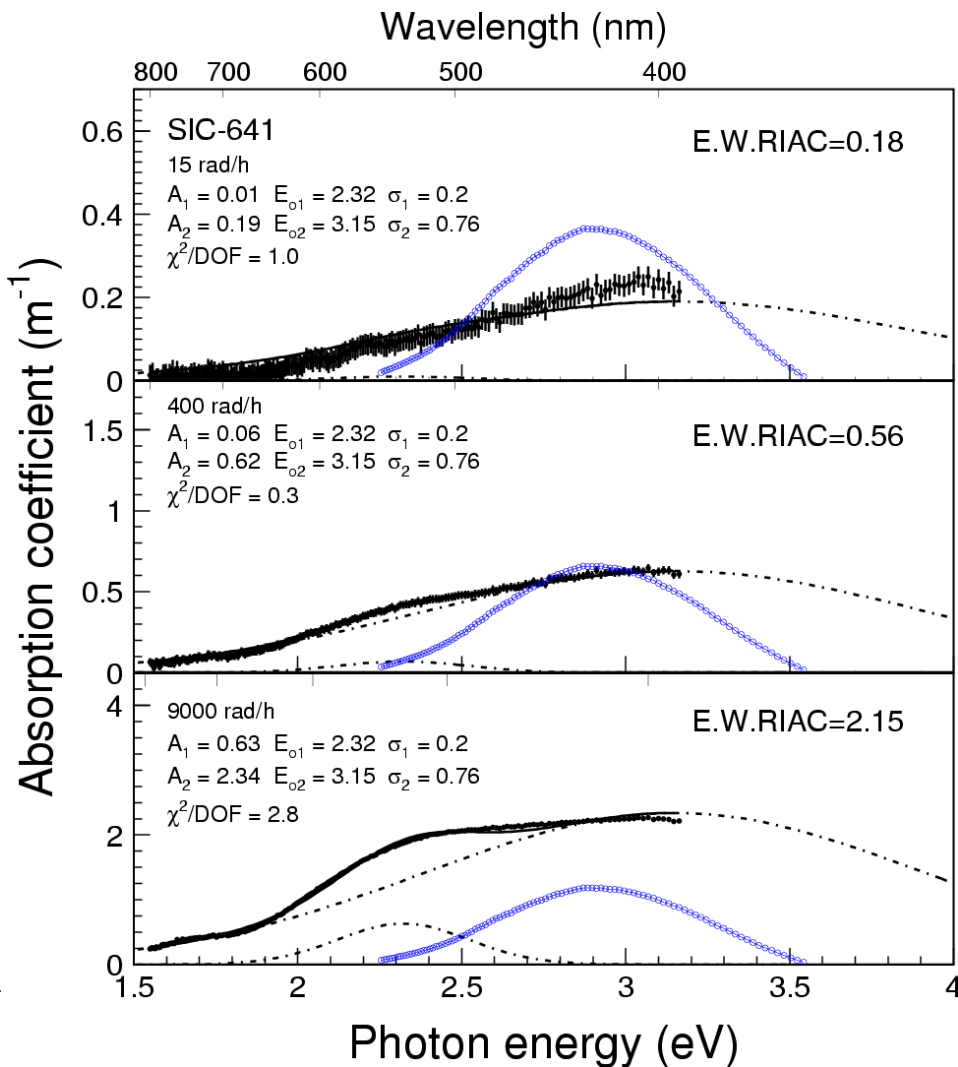 Wavelength (nm)
800 700 600 500 400
Absorption coefficient (m⁻¹)
0.6
0.4
0.2
0
SIC-641
15 rad/h
A₁ = 0.01 Eₒ₁ = 2.32 σ₁ = 0.2
A₂ = 0.19 Eₒ₂ = 3.15 σ₂ = 0.76
χ²/DOF = 1.0
E.W.RIAC=0.18
1.5
1
0.5
0
400 rad/h
A₁ = 0.06 Eₒ₁ = 2.32 σ₁ = 0.2
A₂ = 0.62 Eₒ₂ = 3.15 σ₂ = 0.76
χ²/DOF = 0.3
E.W.RIAC=0.56
4
2
0
9000 rad/h
A₁ = 0.63 Eₒ₁ = 2.32 σ₁ = 0.2
A₂ = 2.34 Eₒ₂ = 3.15 σ₂ = 0.76
χ²/DOF = 2.8
E.W.RIAC=2.15
1.5 2 2.5 3 3.5 4
Photon energy (eV)